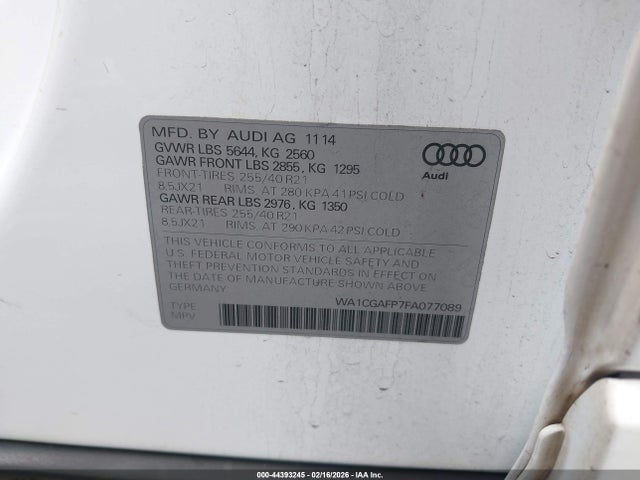 MFD. BY AUDI AG 11 14
GVWR LBS 5644, KG 2560
GAWR FRONT LBS 2855, KG 1295
FRONT-TIRES 255/40 R21
8,5JX21 RIMS, AT 280 KPA 41 PSI COLD
GAWR REAR LBS 2976, KG 1350
REAR-TIRES 255/40 R21
8,5JX21 RIMS, AT 290 KPA 42 PSI COLD
Audi
THIS VEHICLE CONFORMS TO ALL APPLICABLE
U.S. FEDERAL MOTOR VEHICLE SAFETY AND
THEFT PREVENTION STANDARDS IN EFFECT ON
THE DATE OF MANUFACTURE SHOWN ABOVE
GERMANY
WA1CGAFP7FA077089
TYPE
MPV
000-44393245 - 02/16/2026 - IAA Inc.